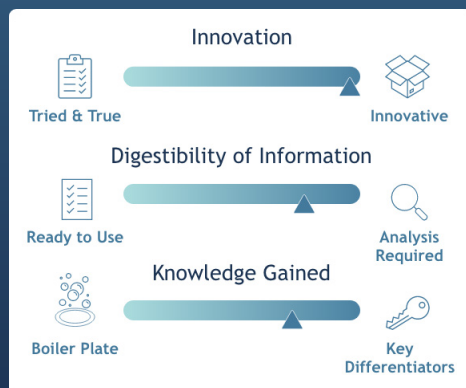 Innovation
Tried & True
Innovative
Digestibility of Information
Ready to Use
Analysis
Required
Knowledge Gained
Boiler Plate
Key
Differentiators